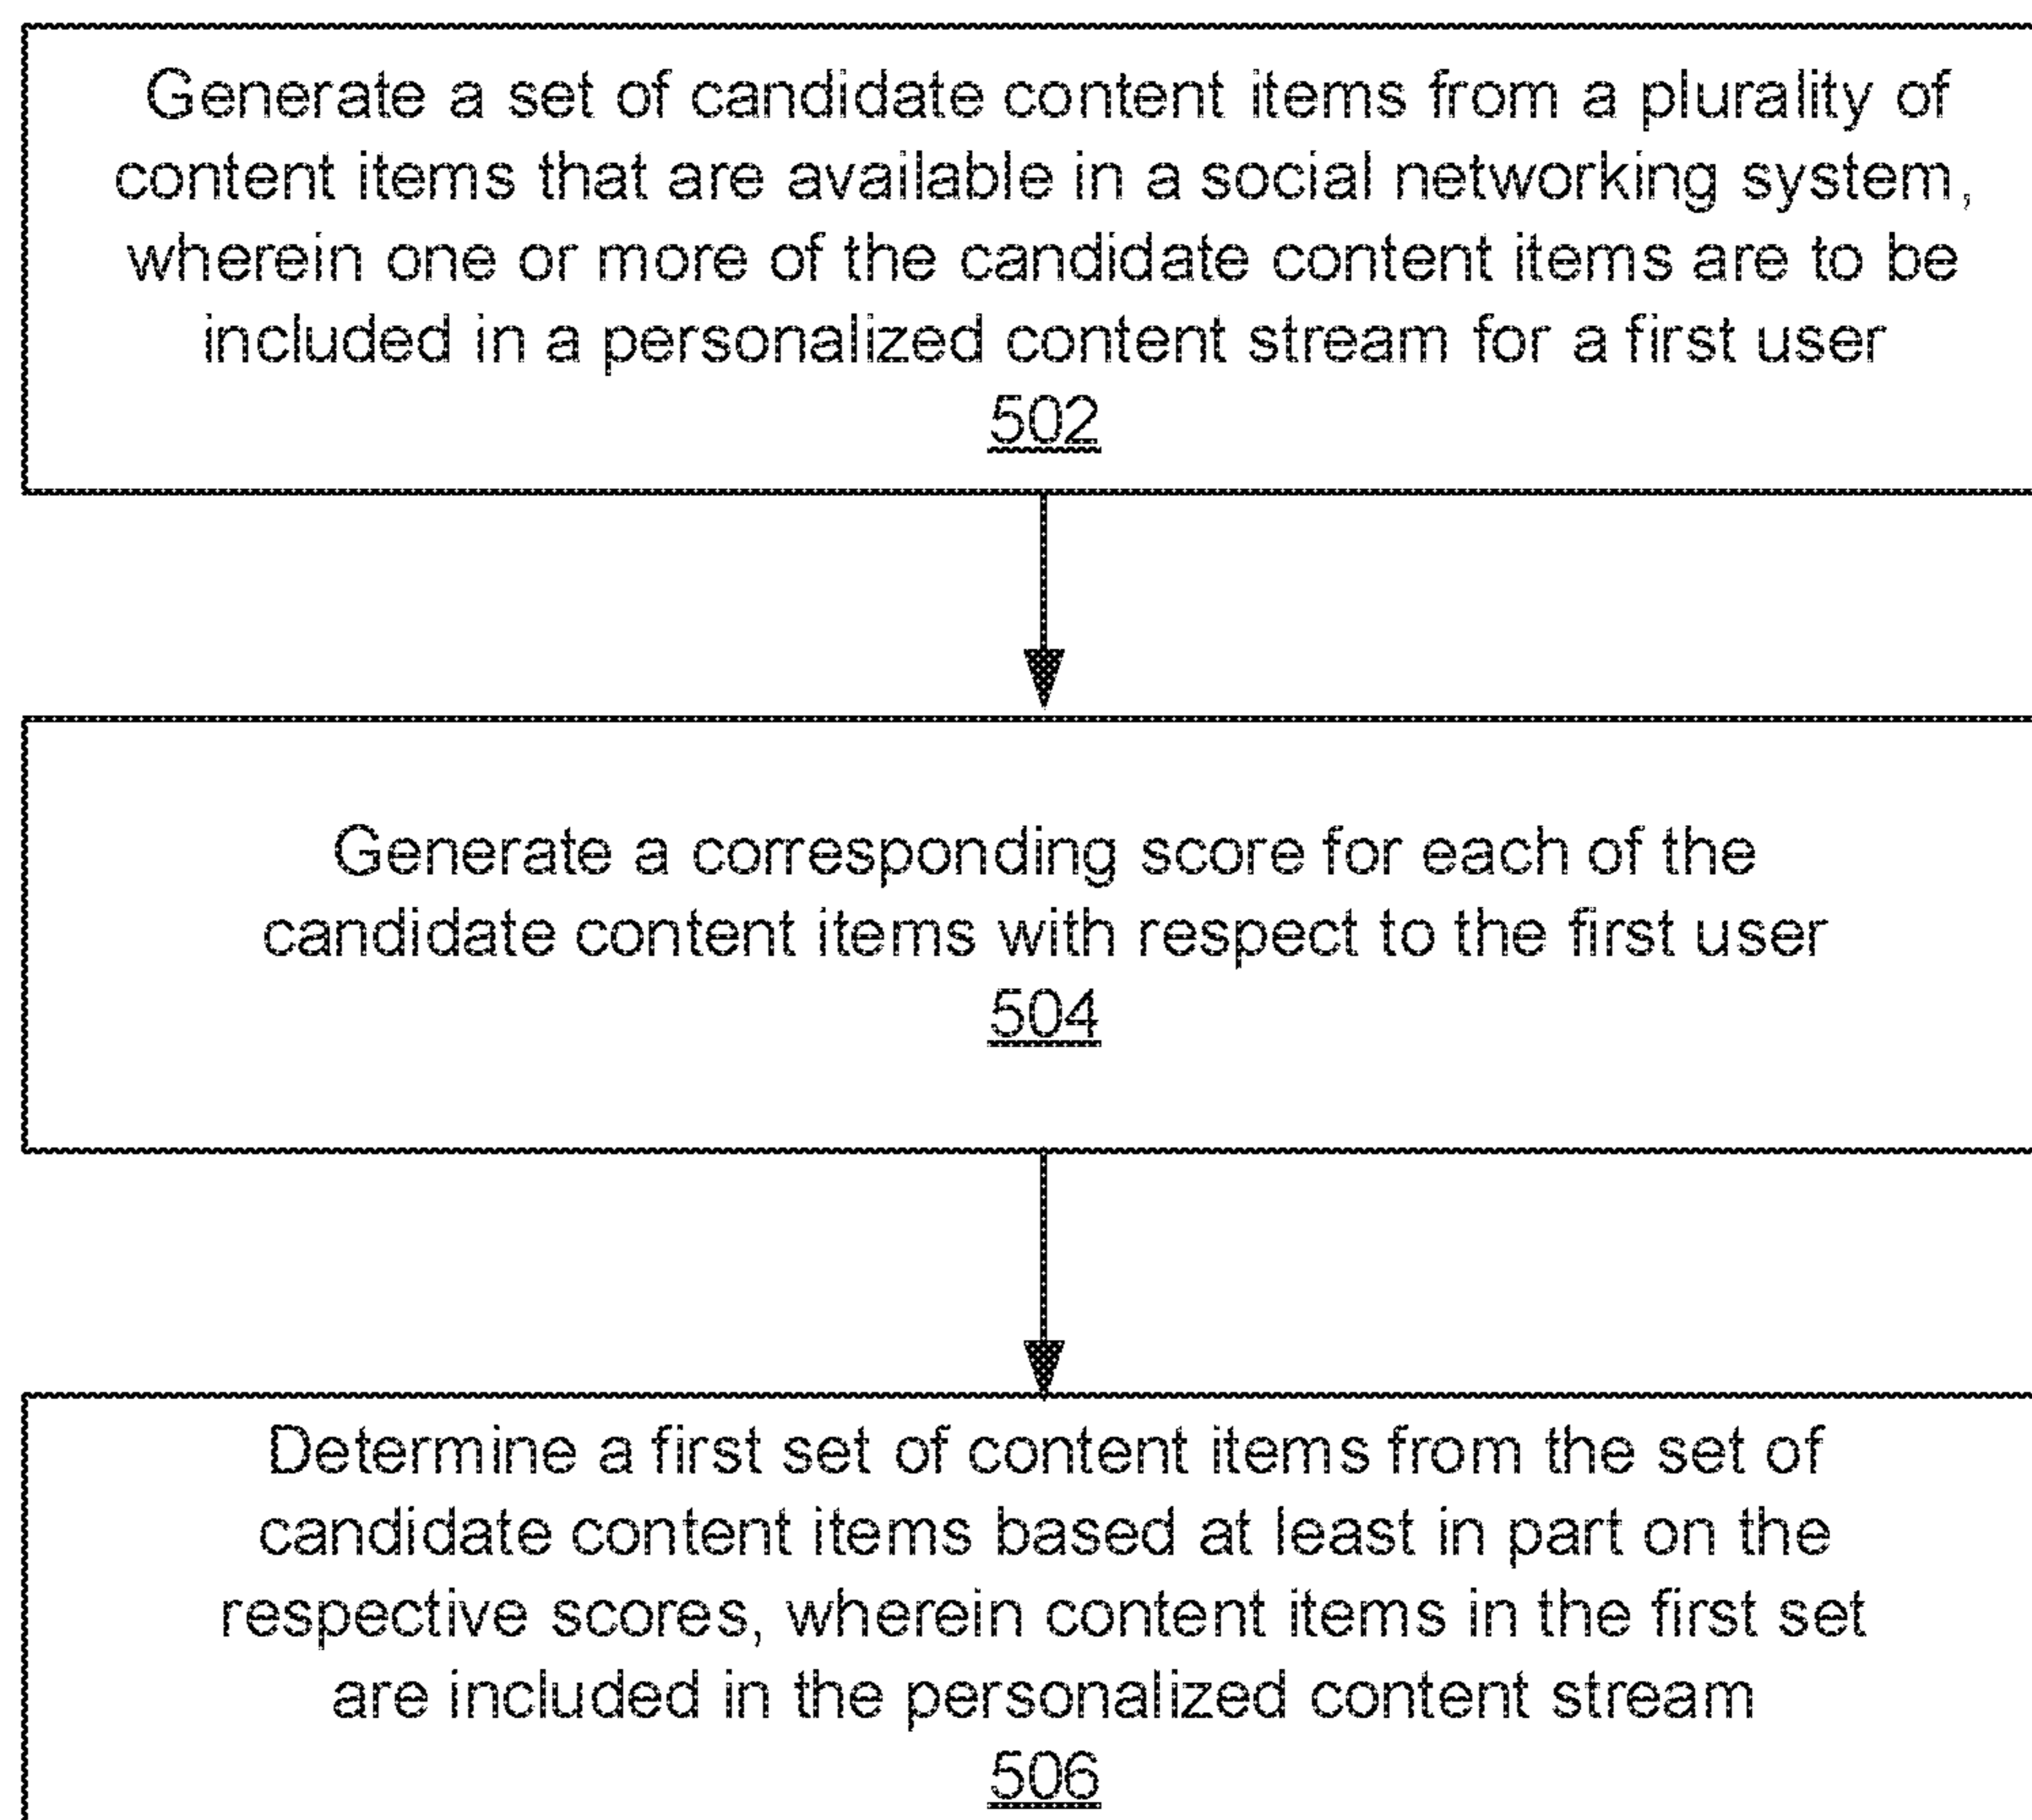 Generate a set of candidate content items from a plurality of
content items that are available in a social networking system,
wherein one or more of the candidate content items are to be
included in a personalized content stream for a first user
502
Generate a corresponding score for each of the
candidate content items with respect to the first user
504
Determine a first set of content items from the set of
candidate content items based at least in part on the
respective scores, wherein content items in the first set
are included in the personalized content stream
506